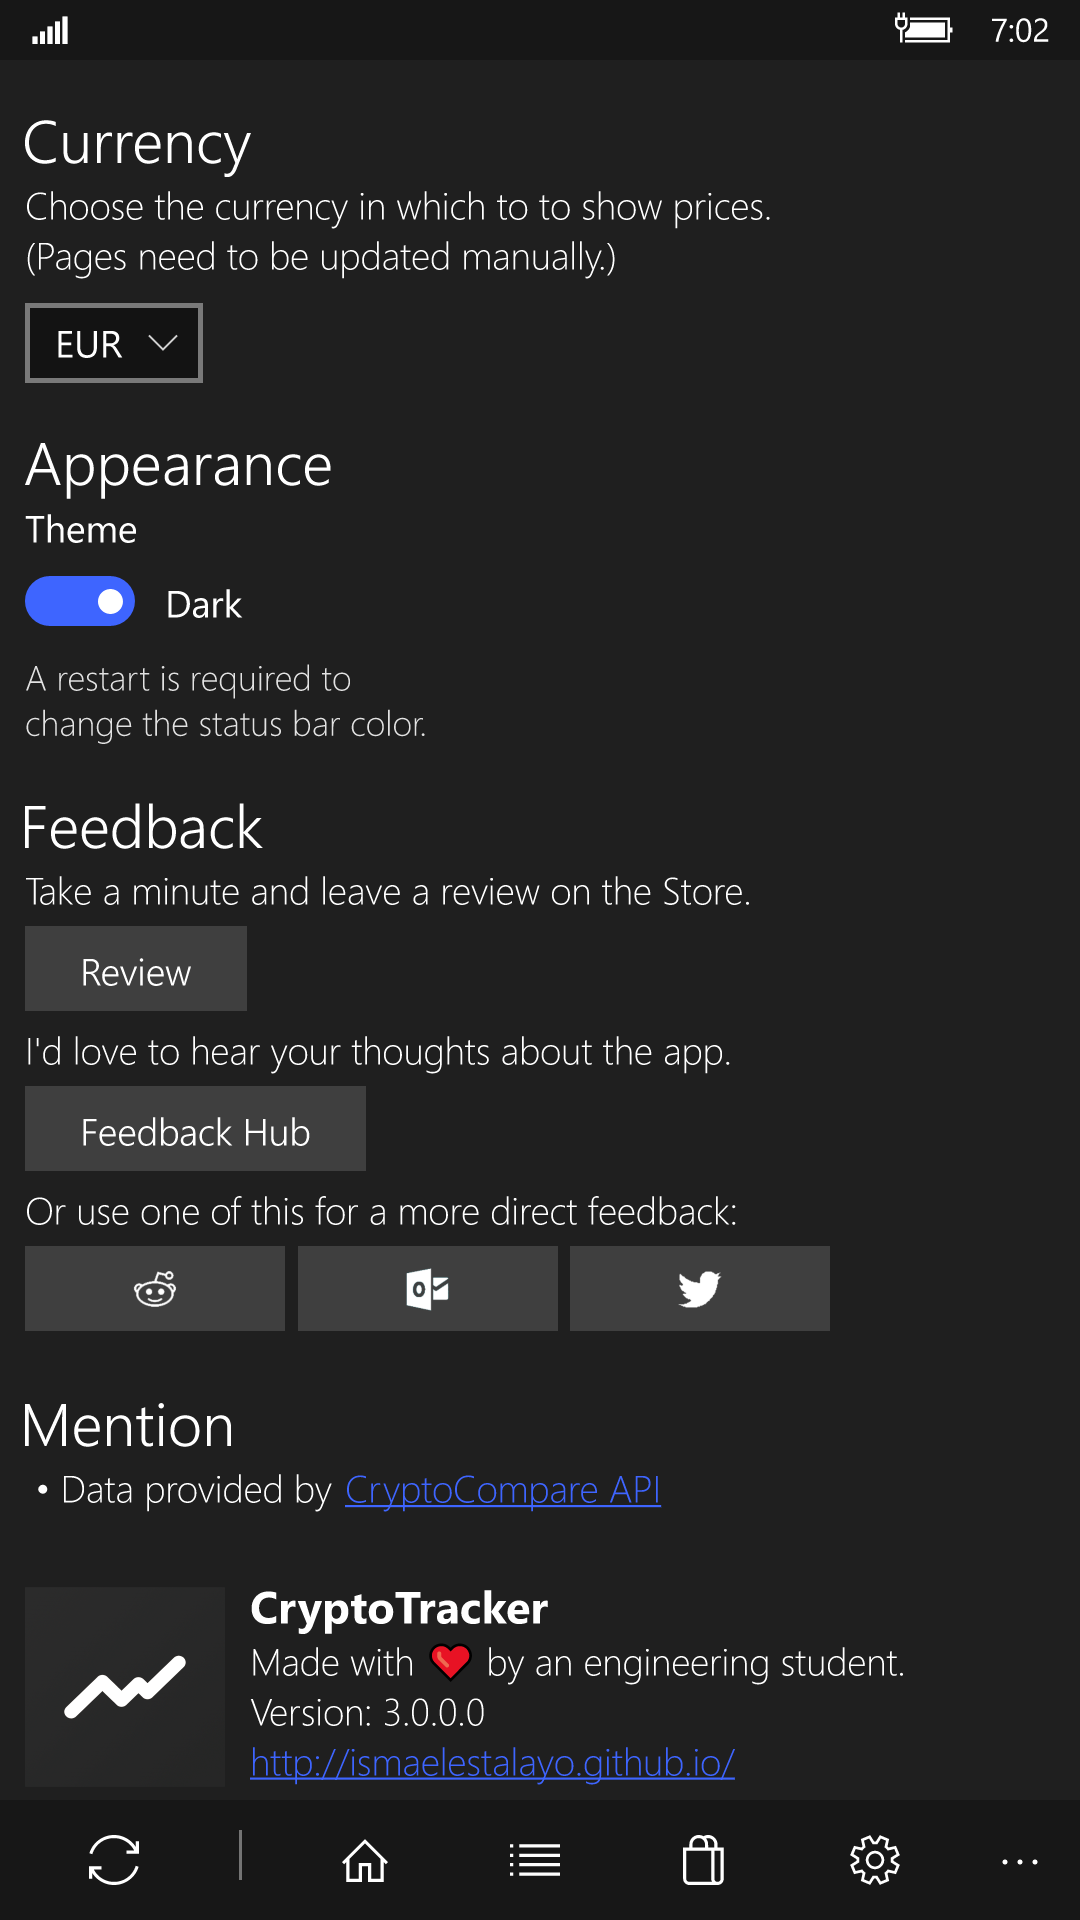 7:02
Currency
Choose the currency in which to to show prices.
(Pages need to be updated manually.)
EUR
Appearance
Theme
Dark
A restart is required to
change the status bar color.
Feedback
Take a minute and leave a review on the Store.
Review
I'd love to hear your thoughts about the app.
Feedback Hub
Or use one of this for a more direct feedback:
Mention
• Data provided by CryptoCompare API
CryptoTracker
Made with ❤ by an engineering student.
Version: 3.0.0.0
http://ismaelestalayo.github.io/